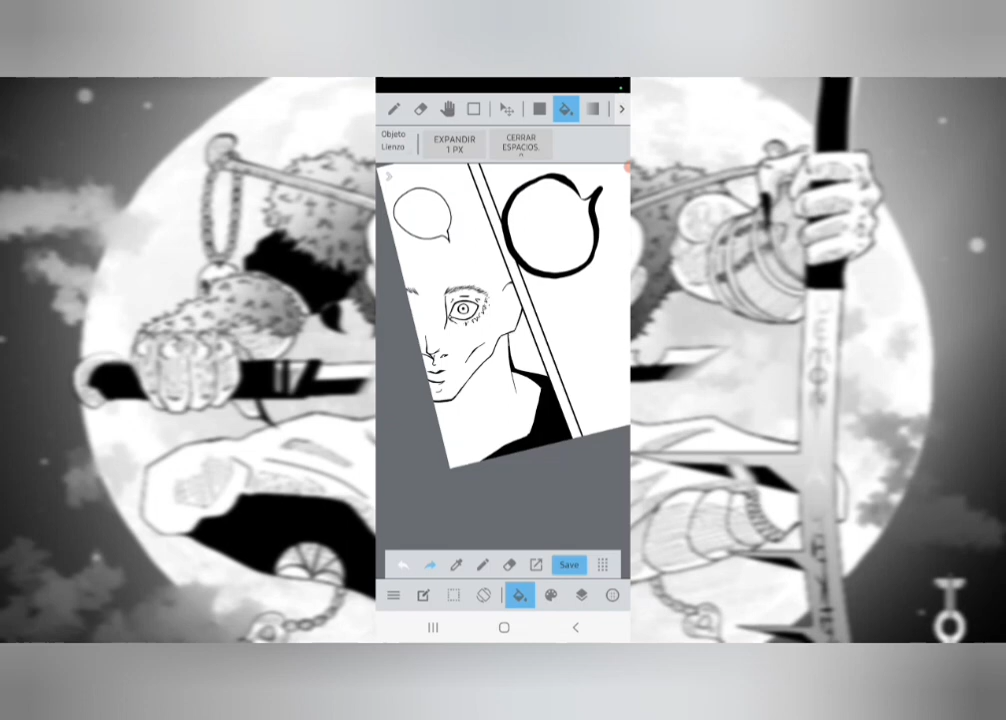 Objeto
Lienzo
EXPANDIR
1 PX
CERRAR
ESPACIOS.
Save